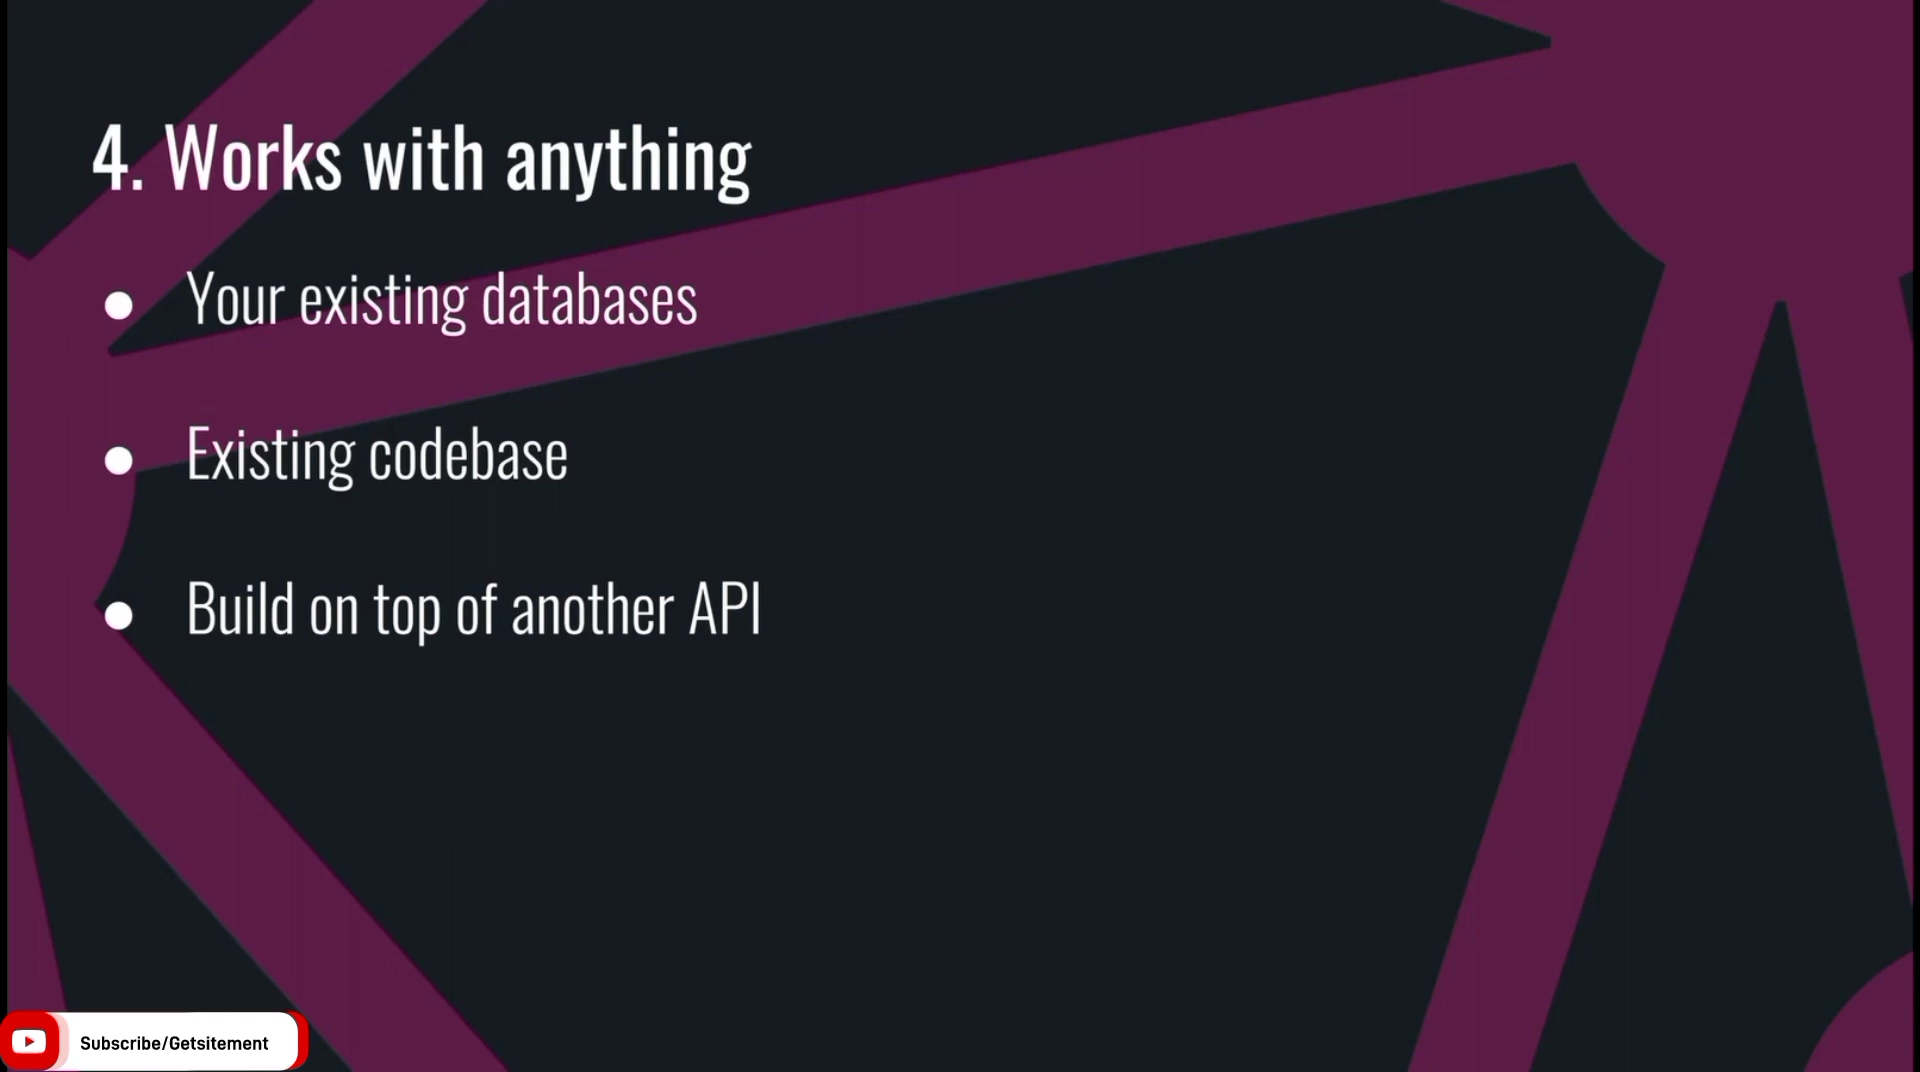 4. Works with anything
● Your existing databases
● Existing codebase
● Build on top of another API
Subscribe/Getsitement